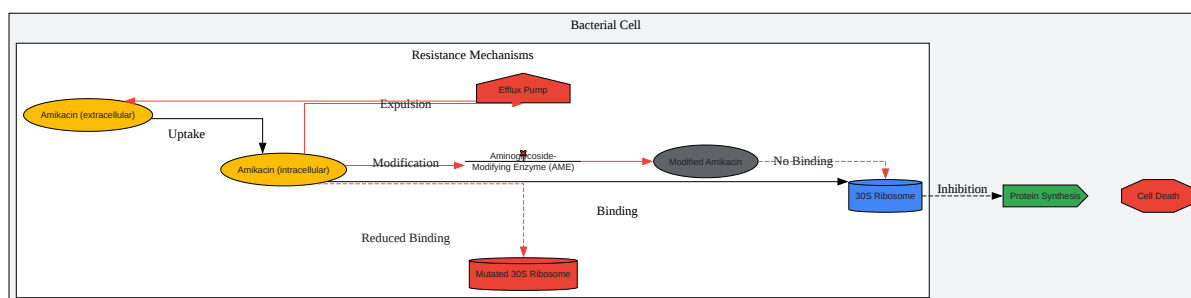 Bacterial Cell
Resistance Mechanisms
Efflux Pump
Expulsion
Amikacin (extracellular)
Uptake
Aminoglycoside-
Modifying Enzyme (AME)
Modification
Amikacin (intracellular)
Modified Amikacin
No Binding
30S Ribosome
Inhibition
Protein Synthesis
Cell Death
Binding
Reduced Binding
Mutated 30S Ribosome